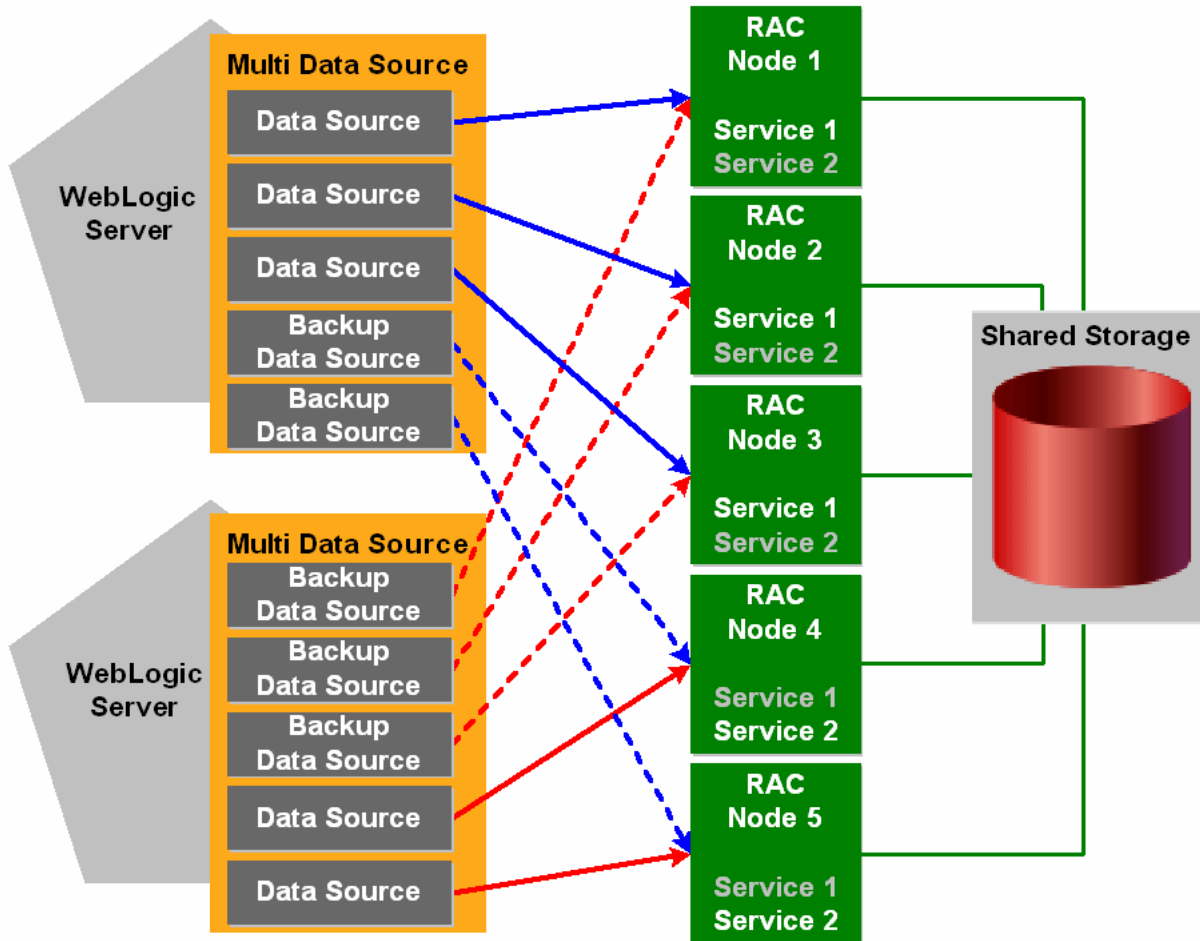 WebLogic
Server
Multi Data Source
Data Source
Data Source
Data Source
Backup
Data Source
Backup
Data Source
WebLogic
Server
Multi Data Source
Backup
Data Source
Backup
Data Source
Backup
Data Source
Data Source
Data Source
RAC
Node 1
Service 1
Service 2
RAC
Node 2
Service 1
Service 2
RAC
Node 3
Service 1
Service 2
RAC
Node 4
Service 1
Service 2
RAC
Node 5
Service 1
Service 2
Shared Storage